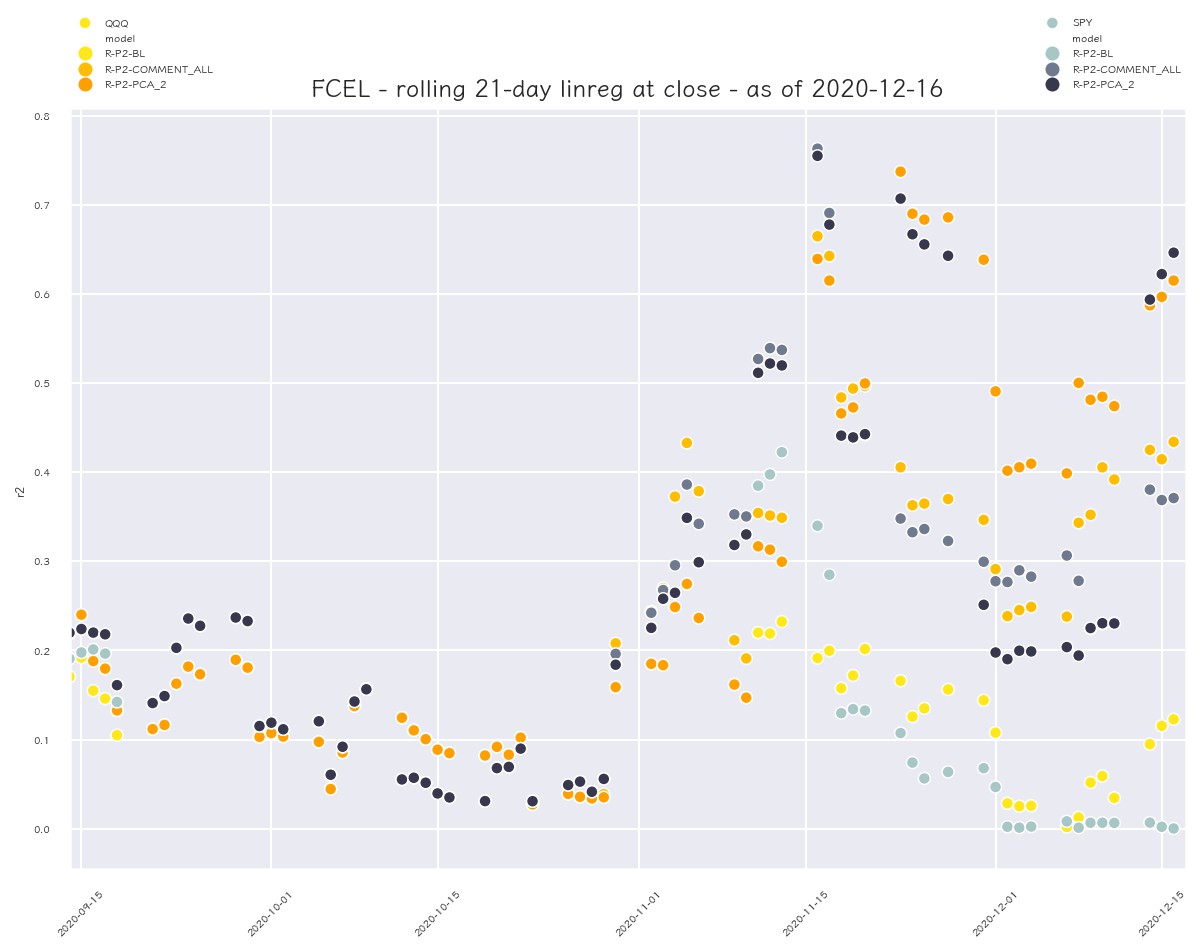 QQQ
model
R-P2-BL
R-P2-COMMENT_ALL
R-P2-PCA_2
SPY
model
R-P2-BL
R-P2-COMMENT_ALL
R-P2-PCA_2
FCEL - rolling 21-day linreg at close - as of 2020-12-16
0.8
0.7
0.6
0.5
0.4
0.3
0.2
0.1
0.0
r2
2020-09-15
2020-10-01
2020-10-15
2020-11-01
2020-11-15
2020-12-01
2020-12-15